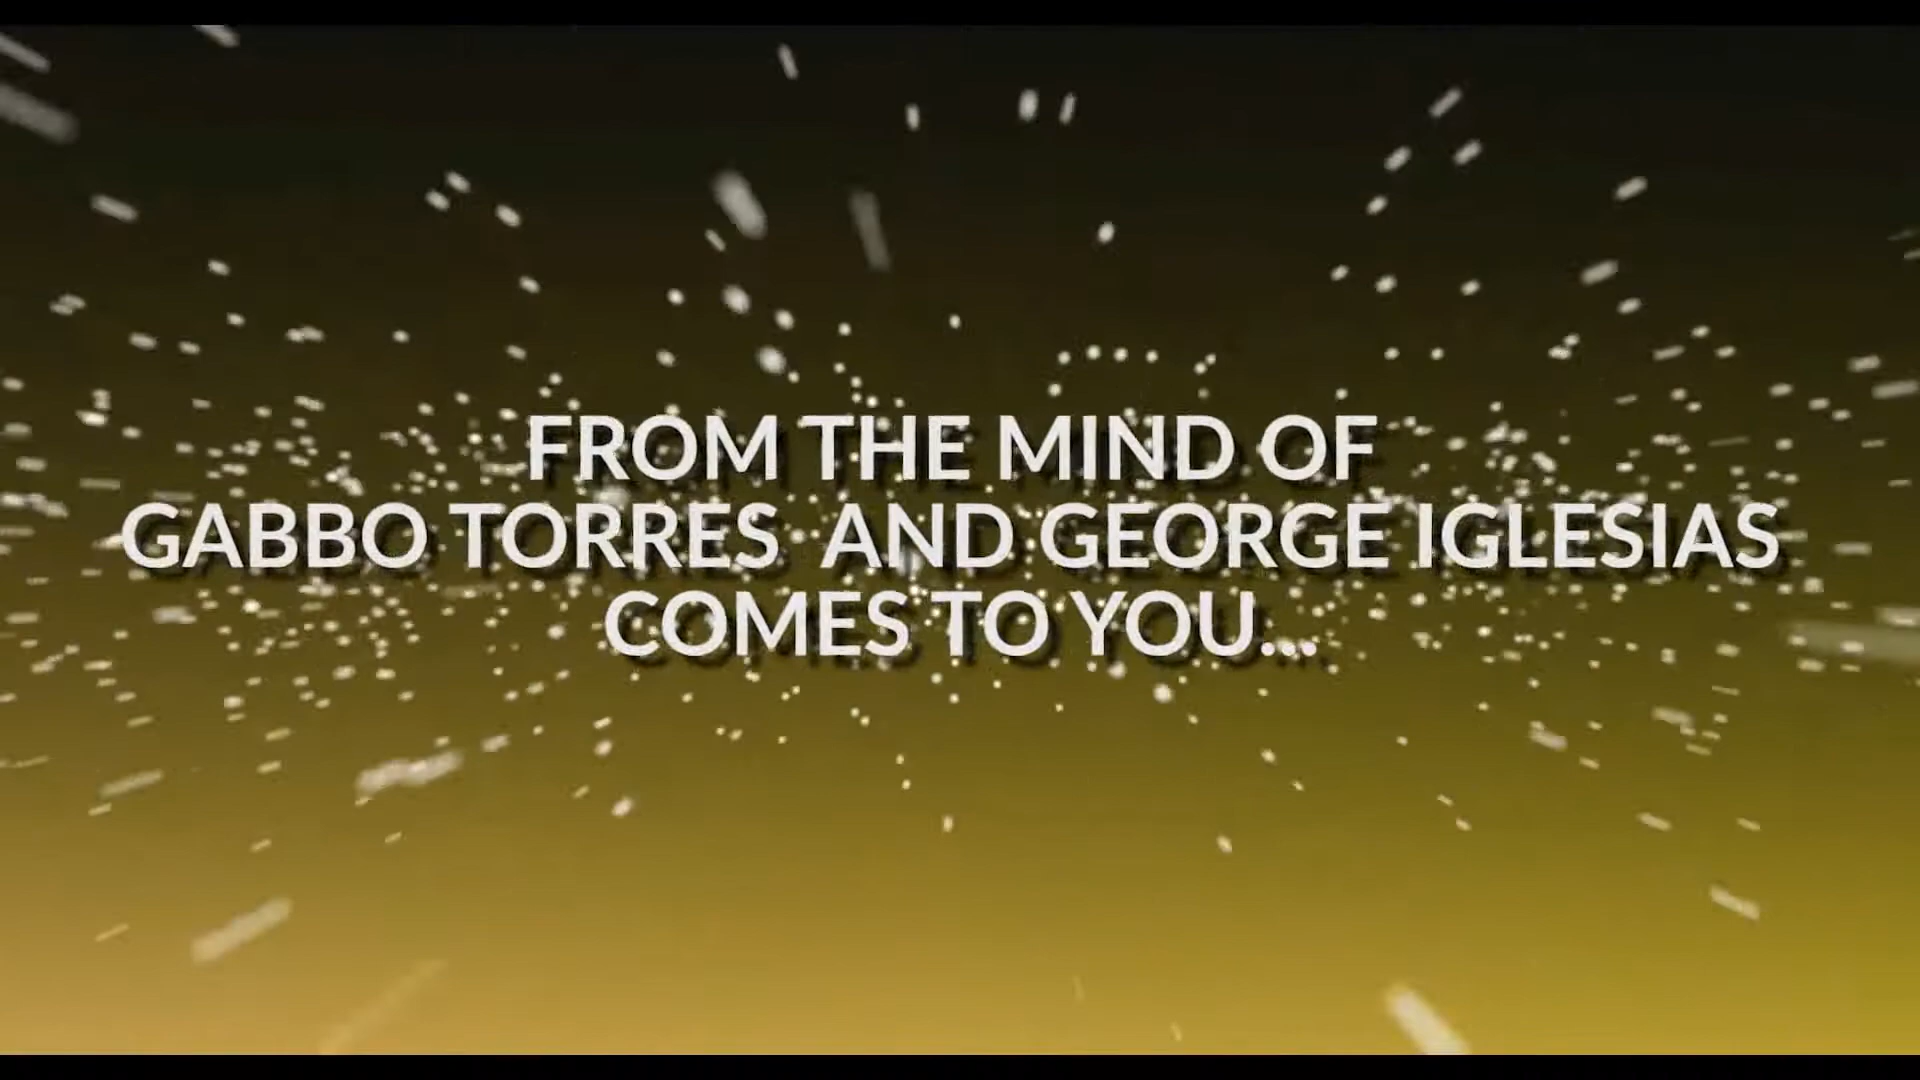 FROM THE MIND OF
GABBO TORRES  AND GEORGE IGLESIAS
COMES TO YOU...